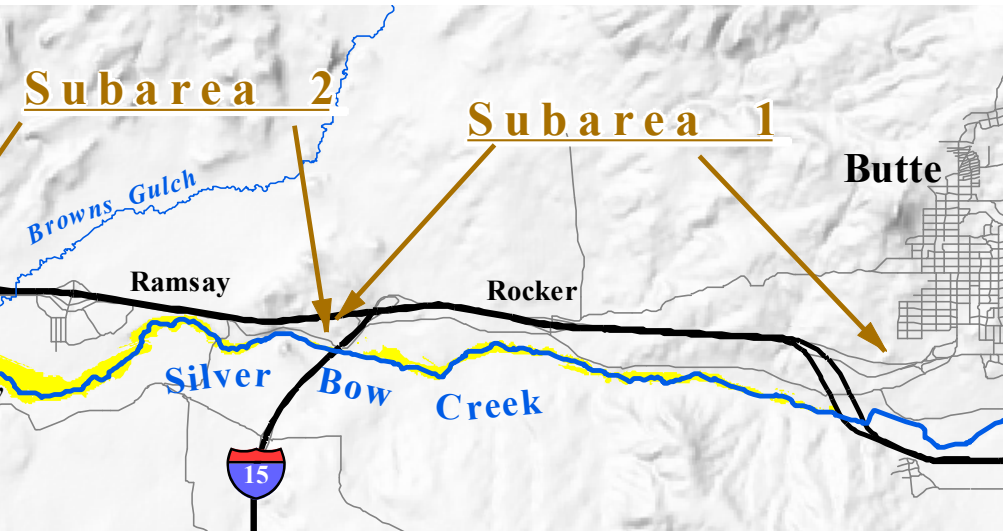 Subarea 2
Subarea 1
Butte
Browns Gulch
Ramsay
Rocker
Silver Bow Creek
15